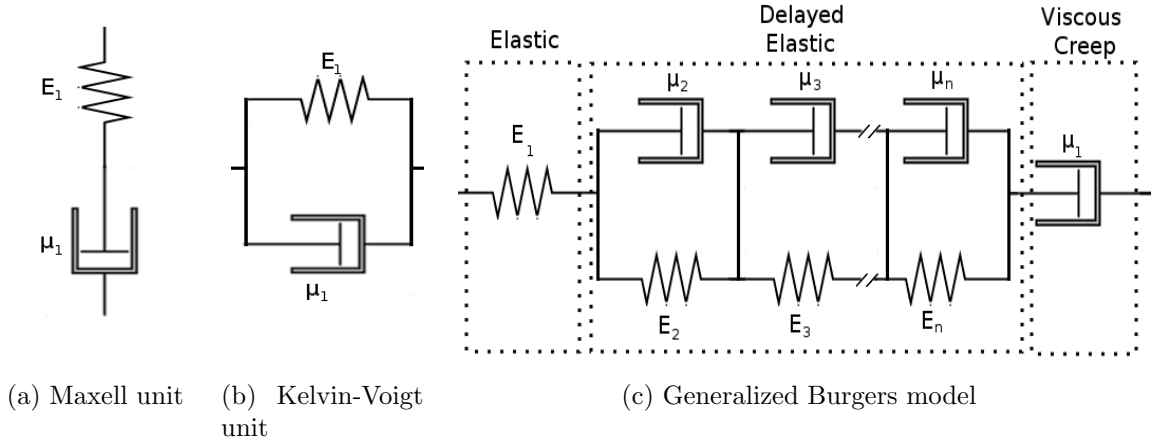 Elastic
Delayed
Elastic
Viscous
Creep
E1
μ1
E1
μ1
E1
μ2
μ3
μn
E2
E3
En
μ1
(a) Maxell unit
(b) Kelvin-Voigt
unit
(c) Generalized Burgers model